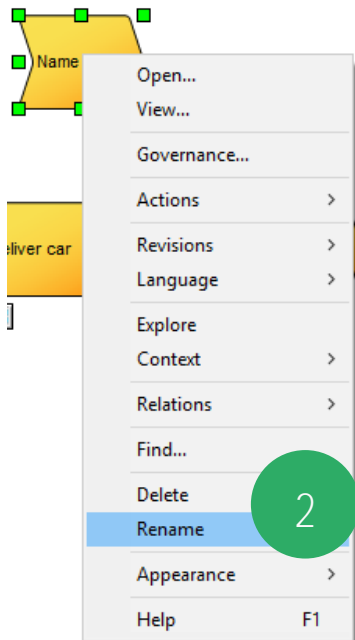 Name
Open...
View...
Governance...
Actions
Revisions
eliver car
Language
Explore
Context
Relations
Find...
Delete
Rename
2
Appearance
Help F1